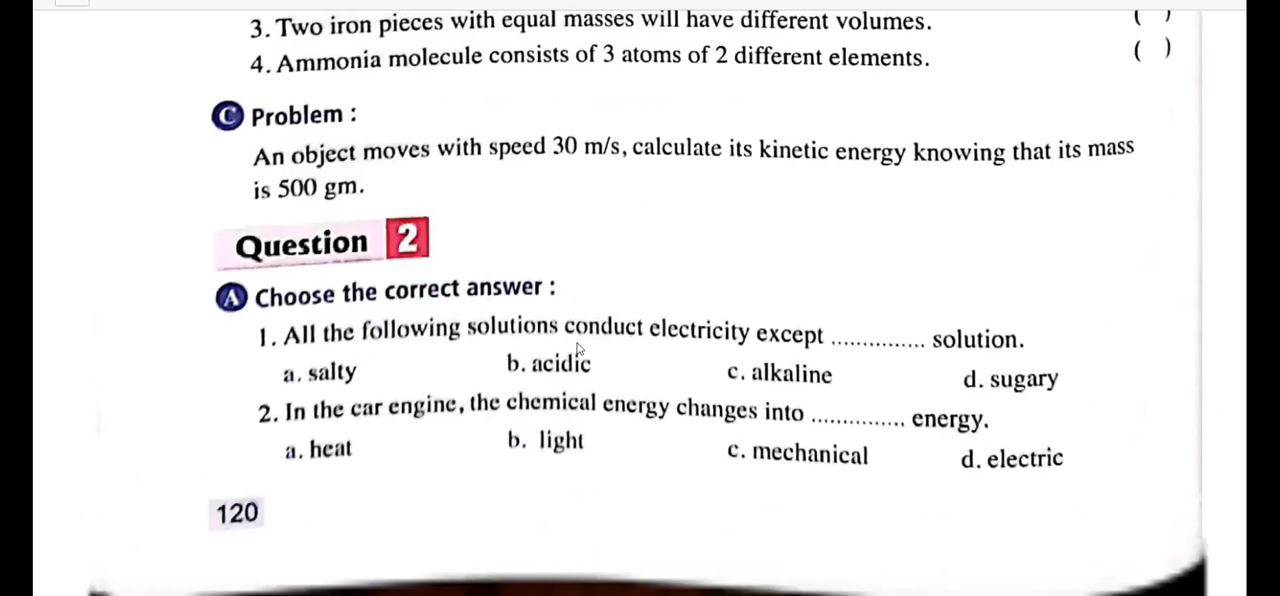 3. Two iron pieces with equal masses will have different volumes. ( )
4. Ammonia molecule consists of 3 atoms of 2 different elements. ( )
C Problem :
An object moves with speed 30 m/s, calculate its kinetic energy knowing that its mass
is 500 gm.
Question 2
A Choose the correct answer :
1. All the following solutions conduct electricity except ............... solution.
a. salty b. acidic c. alkaline d. sugary
2. In the car engine, the chemical energy changes into ............... energy.
a. heat b. light c. mechanical d. electric
120